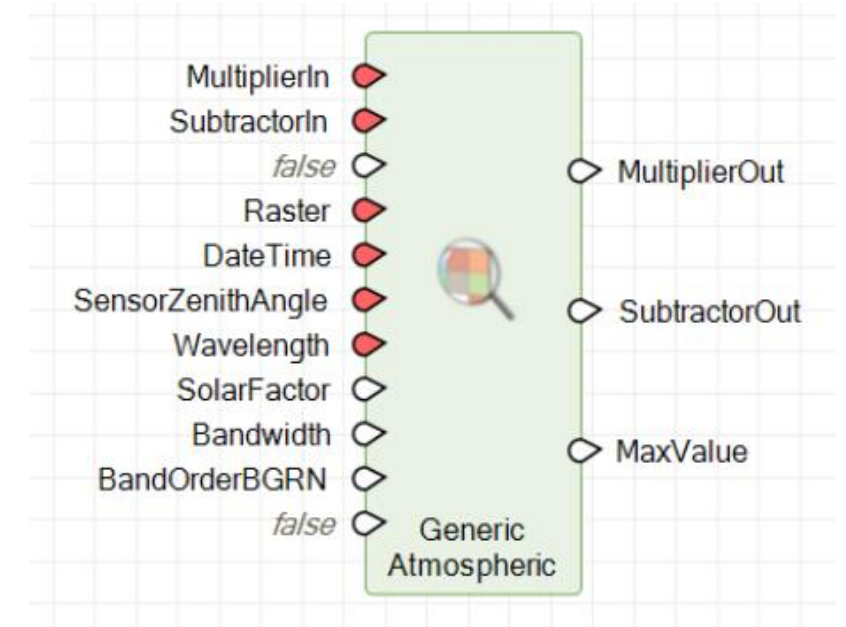 MultiplierIn
SubtractorIn
false
Raster
DateTime
SensorZenithAngle
Wavelength
SolarFactor
Bandwidth
BandOrderBGRN
false
Generic
Atmospheric
MultiplierOut
SubtractorOut
MaxValue